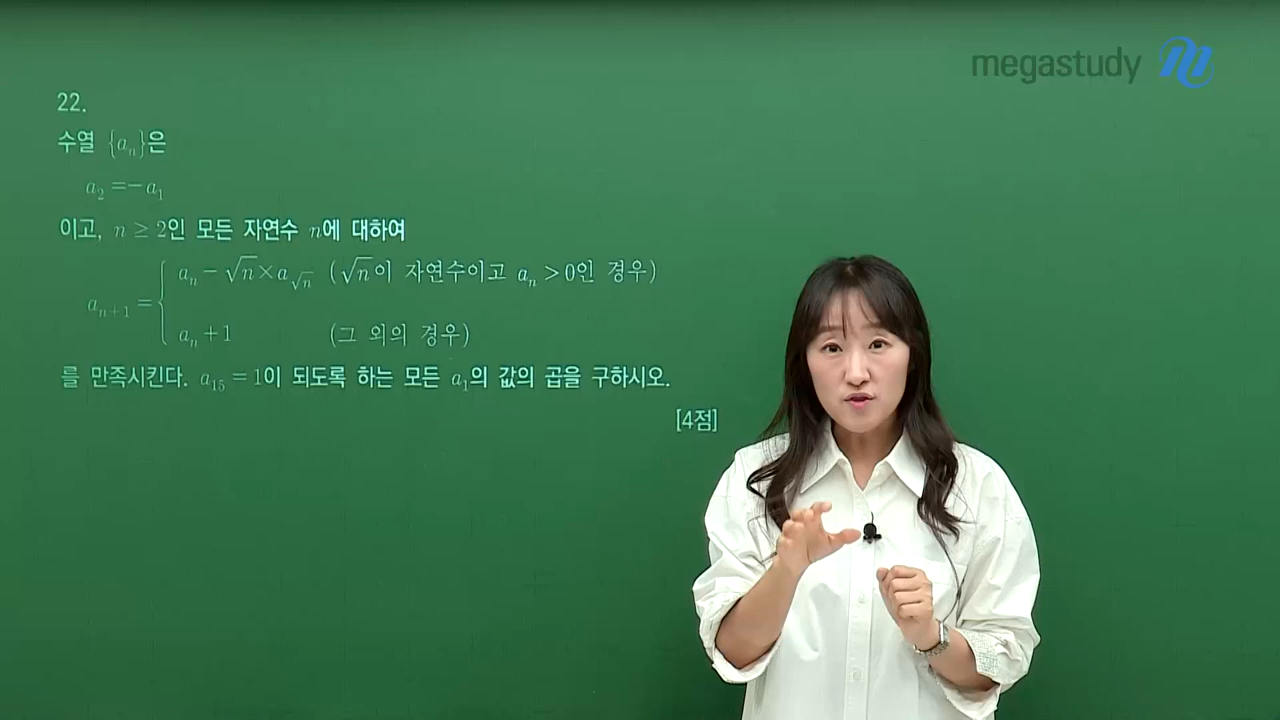 megastudy
22.
수열 {aₙ}은
a₂=-a₁
이고, n ≥ 2인 모든 자연수 n에 대하여
aₙ₊₁ = { aₙ - √n × a_√n (√n이 자연수이고 aₙ > 0인 경우)
aₙ + 1 (그 외의 경우)
를 만족시킨다. a₁₅ = 1이 되도록 하는 모든 a₁의 값의 곱을 구하시오.
[4점]